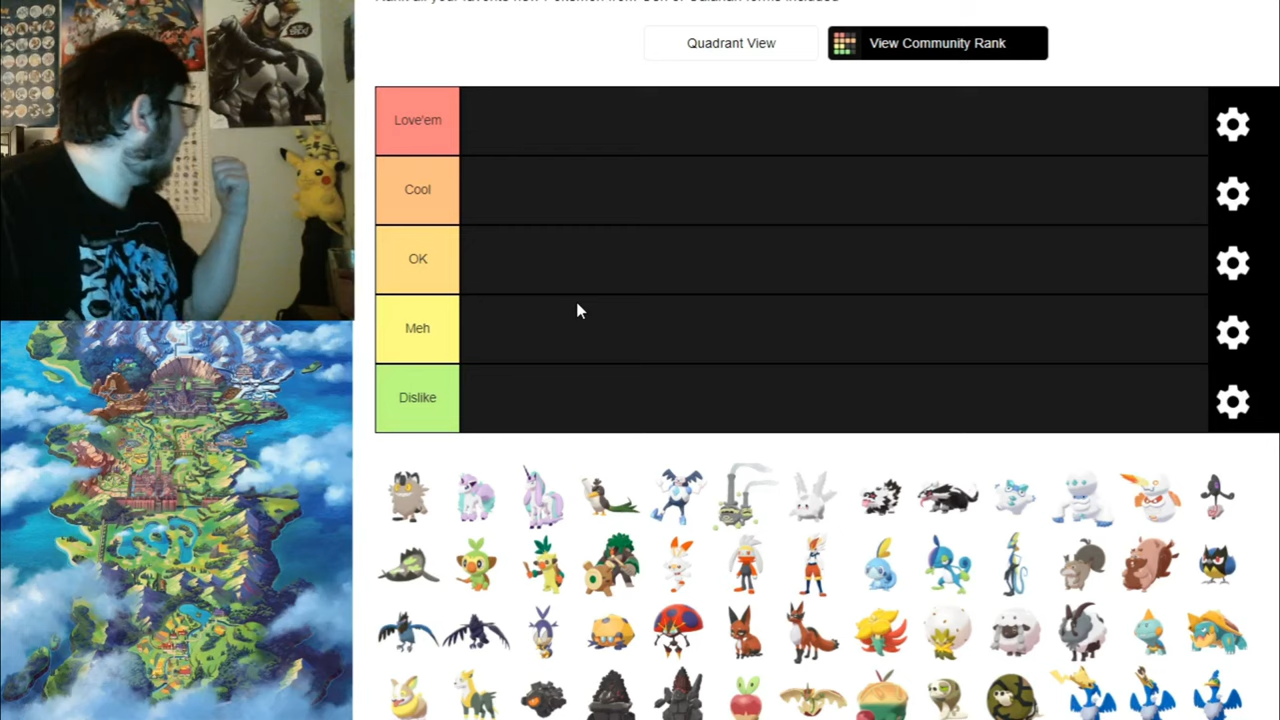 Quadrant View
View Community Rank
Love'em
Cool
OK
Meh
Dislike